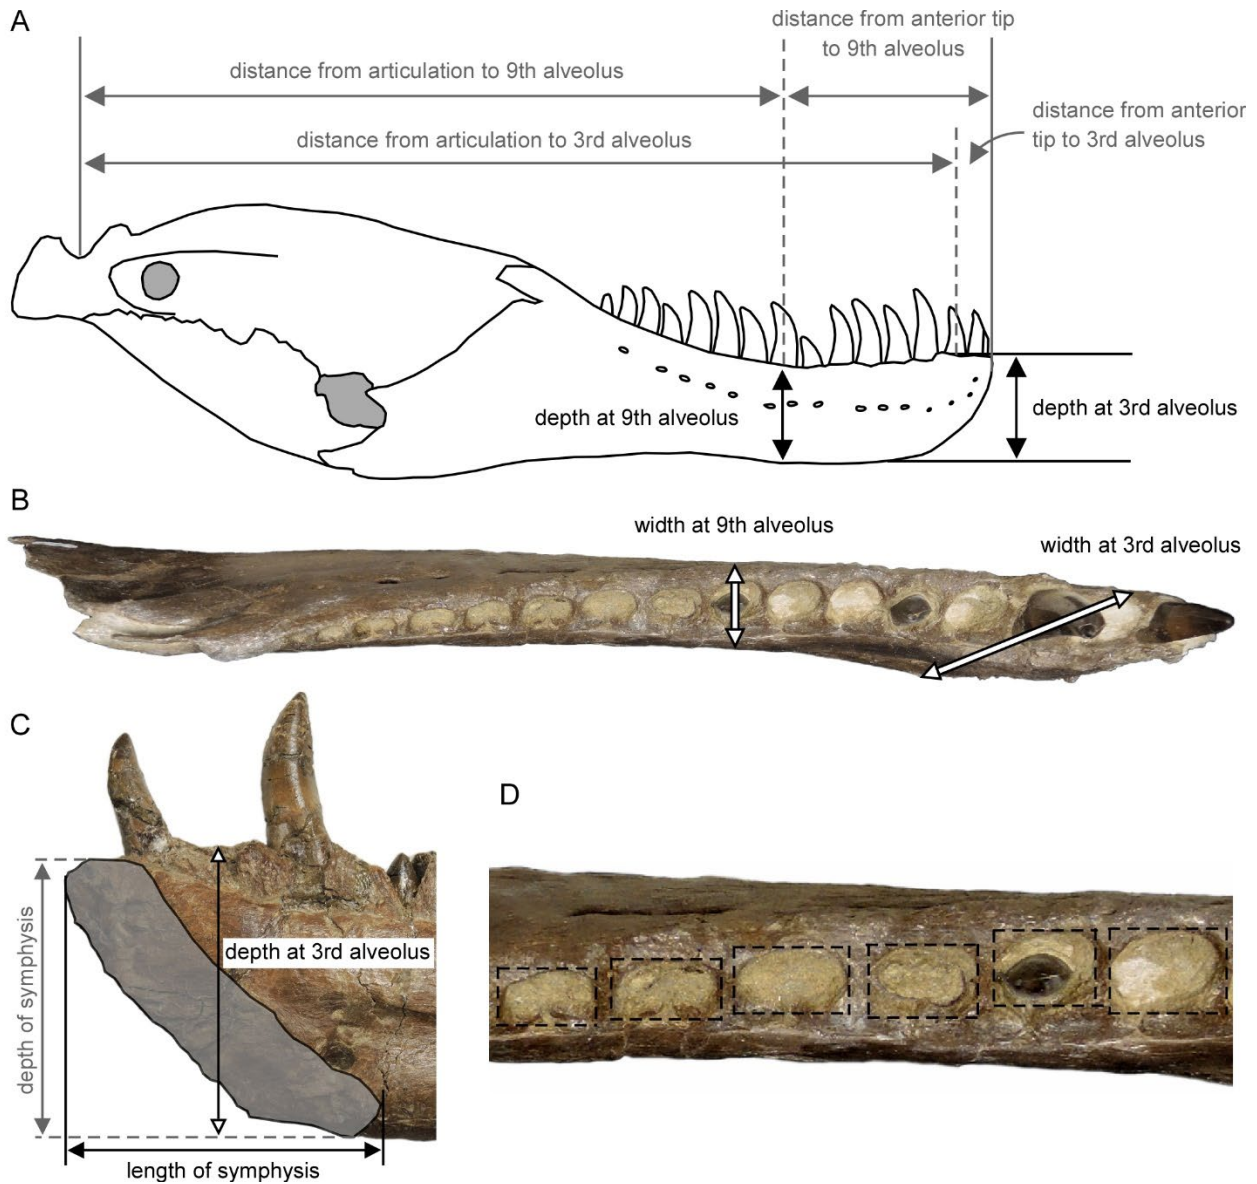 A
distance from anterior tip
to 9th alveolus
distance from articulation to 9th alveolus
distance from anterior
tip to 3rd alveolus
distance from articulation to 3rd alveolus
depth at 9th alveolus
depth at 3rd alveolus
B
width at 9th alveolus
width at 3rd alveolus
C
depth of symphysis
depth at 3rd alveolus
length of symphysis
D